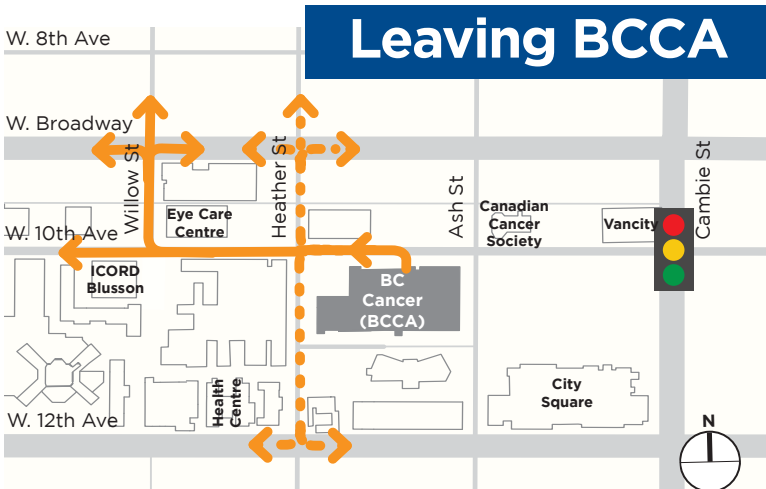 Leaving BCCA
W. 8th Ave
W. Broadway
Willow St
Heather St
Ash St
Cambie St
Eye Care
Centre
Canadian
Cancer
Society
Vancity
W. 10th Ave
ICORD
Blusson
BC
Cancer
(BCCA)
Health
Centre
City
Square
W. 12th Ave
N